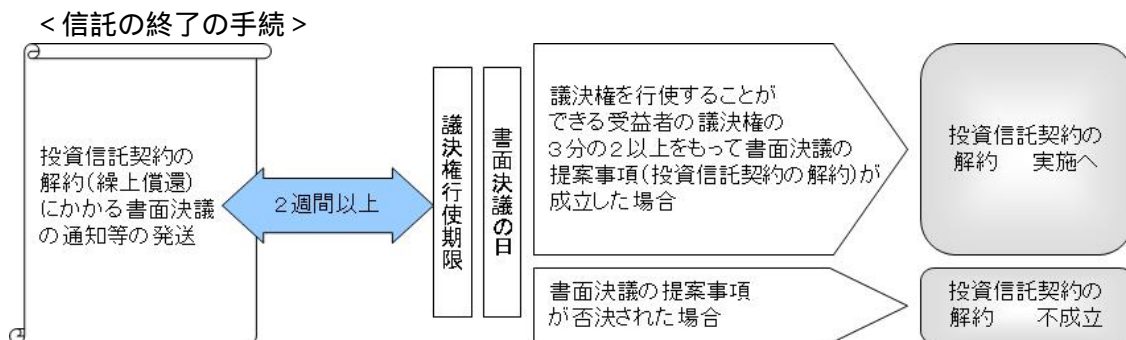 <信託の終了の手続>
投資信託契約の
解約(繰上償還)
にかかる書面決議
の通知等の発送
2週間以上
議決権行使期限
書面決議の日
議決権を行使することが
できる受益者の議決権の
3分の2以上をもって書面決議の
提案事項(投資信託契約の解約)が
成立した場合
投資信託契約の
解約 実施へ
書面決議の提案事項
が否決された場合
投資信託契約の
解約 不成立